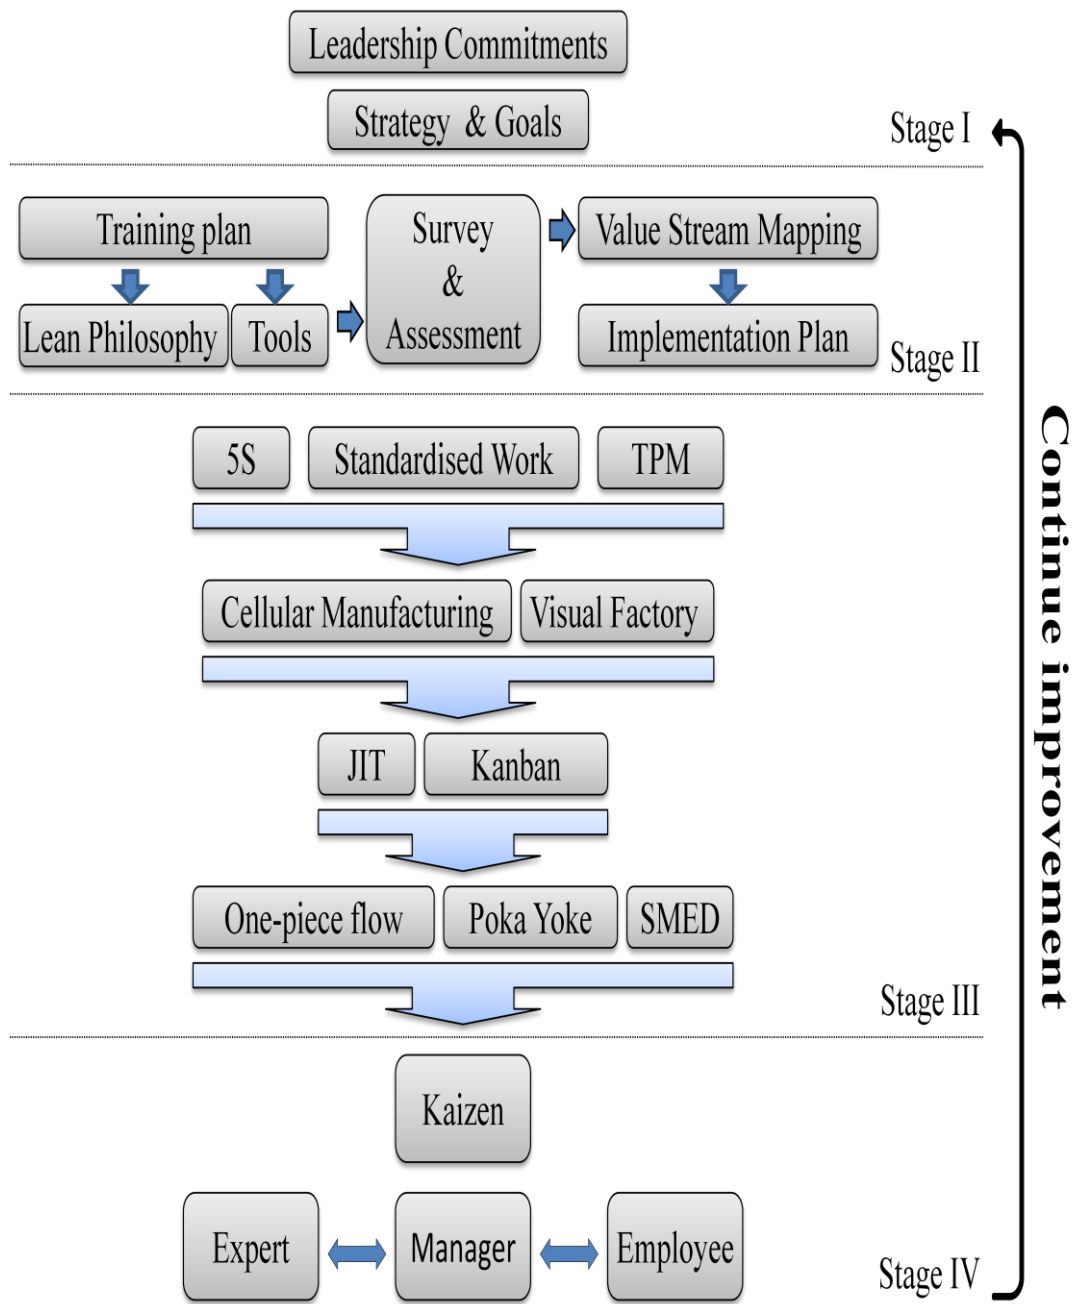 Leadership Commitments
Strategy & Goals
Stage I
Training plan
Lean Philosophy
Tools
Survey
&
Assessment
Value Stream Mapping
Implementation Plan
Stage II
5S
Standardised Work
TPM
Cellular Manufacturing
Visual Factory
JIT
Kanban
One-piece flow
Poka Yoke
SMED
Stage III
Kaizen
Expert
Manager
Employee
Stage IV
Continue improvement